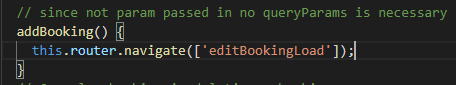 // since not param passed in no queryParams is necessary
addBooking() {
this.router.navigate(['editBookingLoad']);
}